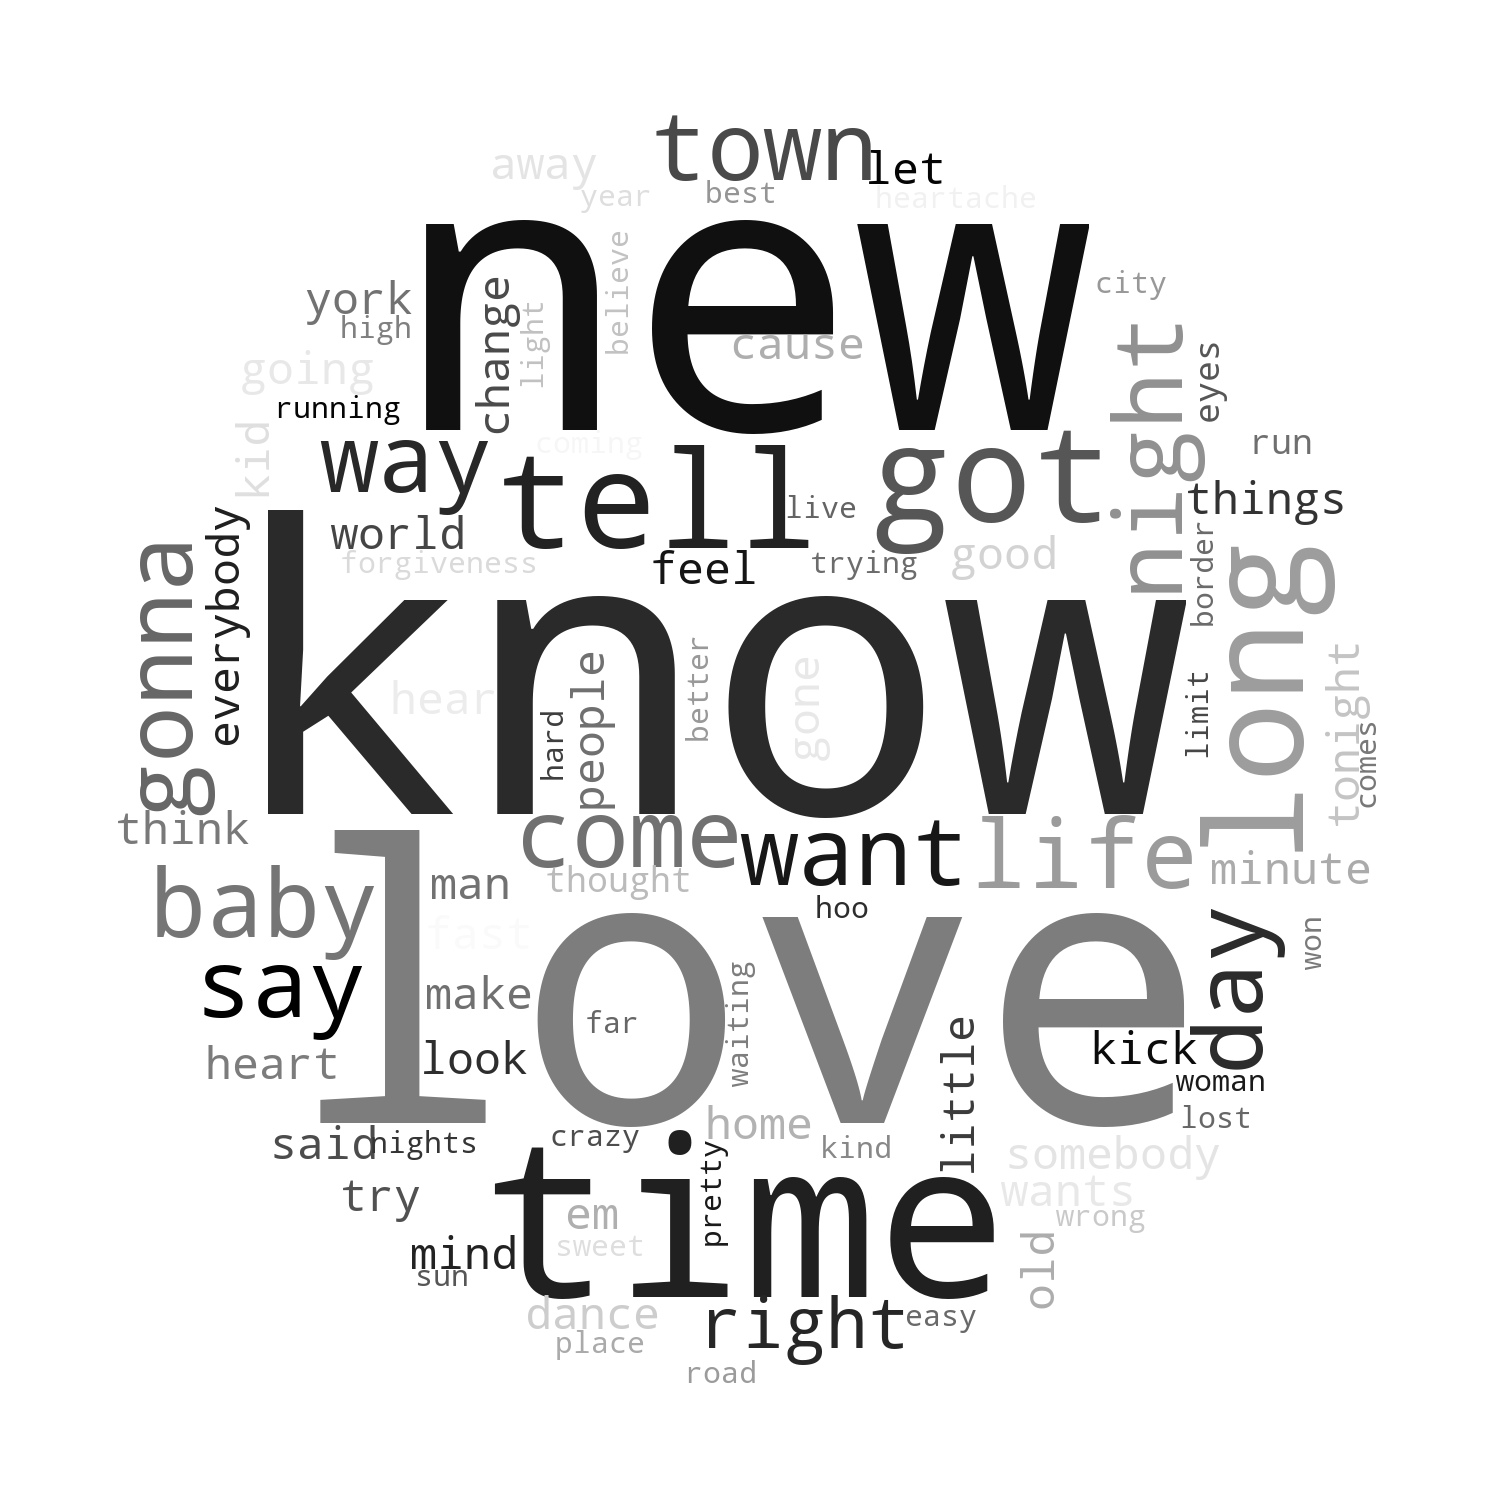 town
let
away
year
best
heartache
new
york
high
change
light
believe
cause
city
going
running
kid
coming
way
tell
got
night
eyes
run
things
world
live
forgiveness
feel
trying
good
border
gonna
everybody
know
long
hear
hard
people
better
gone
limit
tonight
comes
think
come
want
life
minute
baby
man
thought
hoo
fast
love
say
day
won
make
far
waiting
heart
look
little
kick
woman
lost
said
nights
crazy
home
kind
time
pretty
somebody
wants
wrong
try
em
sweet
mind
sun
old
dance
right
easy
place
road